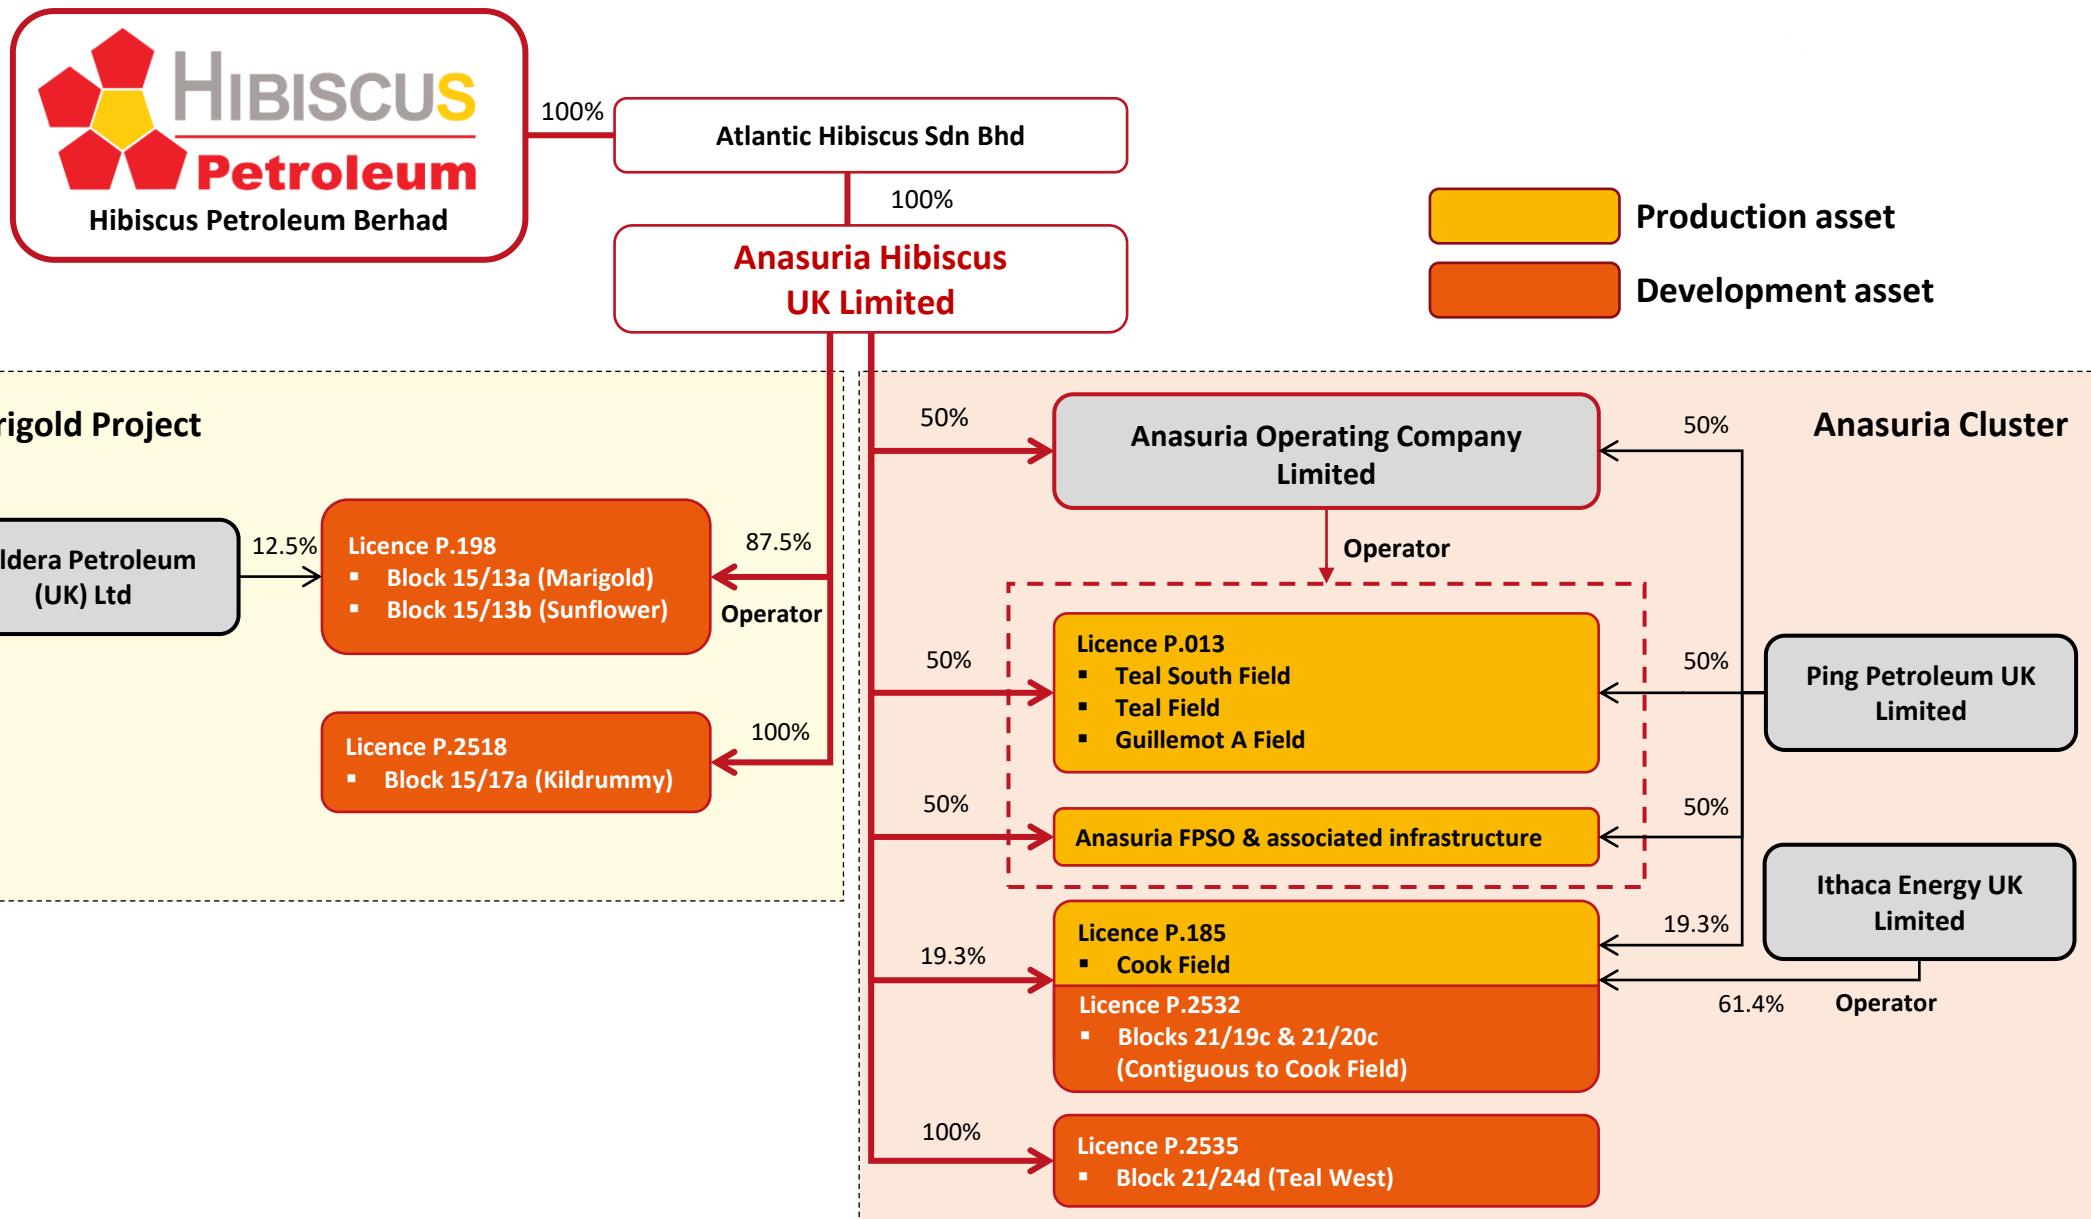 HIBISCUS
Petroleum
Hibiscus Petroleum Berhad
100%
Atlantic Hibiscus Sdn Bhd
100%
Anasuria Hibiscus
UK Limited
Production asset
Development asset
Project
12.5%
Petroleum
(UK) Ltd
Licence P.198
▪ Block 15/13a (Marigold)
▪ Block 15/13b (Sunflower)
87.5%
Operator
Licence P.2518
▪ Block 15/17a (Kildrummy)
100%
Anasuria Cluster
50%
Anasuria Operating Company
Limited
50%
Operator
50%
Licence P.013
▪ Teal South Field
▪ Teal Field
▪ Guillemot A Field
50%
Ping Petroleum UK
Limited
50%
Anasuria FPSO & associated infrastructure
50%
Ithaca Energy UK
Limited
19.3%
Licence P.185
▪ Cook Field
19.3%
61.4%
Operator
Licence P.2532
▪ Blocks 21/19c & 21/20c
(Contiguous to Cook Field)
100%
Licence P.2535
▪ Block 21/24d (Teal West)